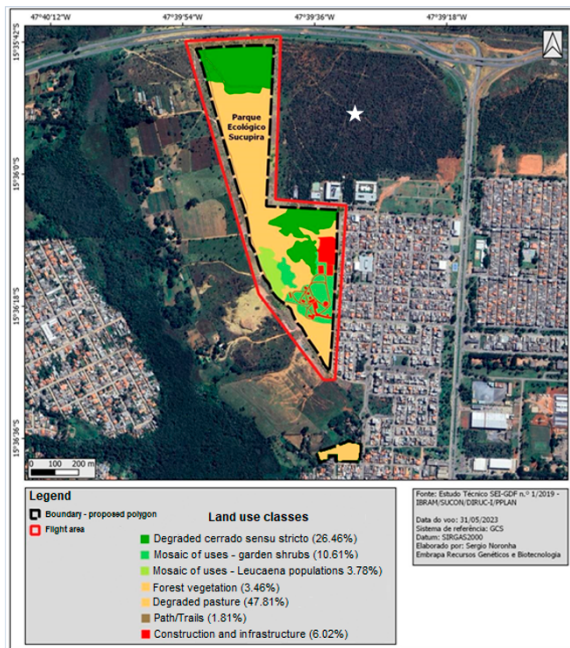 47°40'12"W 47°39'54"W 47°39'36"W 47°39'18"W
15°35'42"S
15°36'0"S
15°36'18"S
15°36'36"S
Parque
Ecológico
Sucupira
0 100 200 m
Legend
Boundary - proposed polygon
Flight area
Land use classes
Degraded cerrado sensu stricto (26.46%)
Mosaic of uses - garden shrubs (10.61%)
Mosaic of uses - Leucaena populations 3.78%)
Forest vegetation (3.46%)
Degraded pasture (47.81%)
Path/Trails (1.81%)
Construction and infrastructure (6.02%)
Fonte: Estudo Técnico SEI-GDF n.º 1/2019 -
IBRAM/SUCON/DIRUC-I/PPLAN
Data do voo: 31/05/2023
Sistema de referência: GCS
Datum: SIRGAS2000
Elaborado por: Sergio Noronha
Embrapa Recursos Genéticos e Biotecnologia